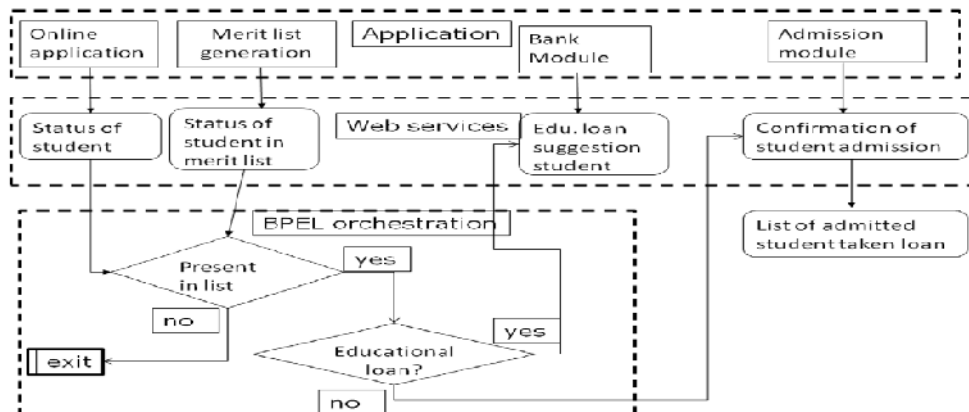 Online
application
Merit list
generation
Application
Bank
Module
Admission
module
Status of
student
Status of
student in
merit list
Web services
Edu. loan
suggestion
student
Confirmation of
student admission
BPEL orchestration
List of admitted
student taken loan
Present
in list
yes
no
exit
Educational
loan?
yes
no